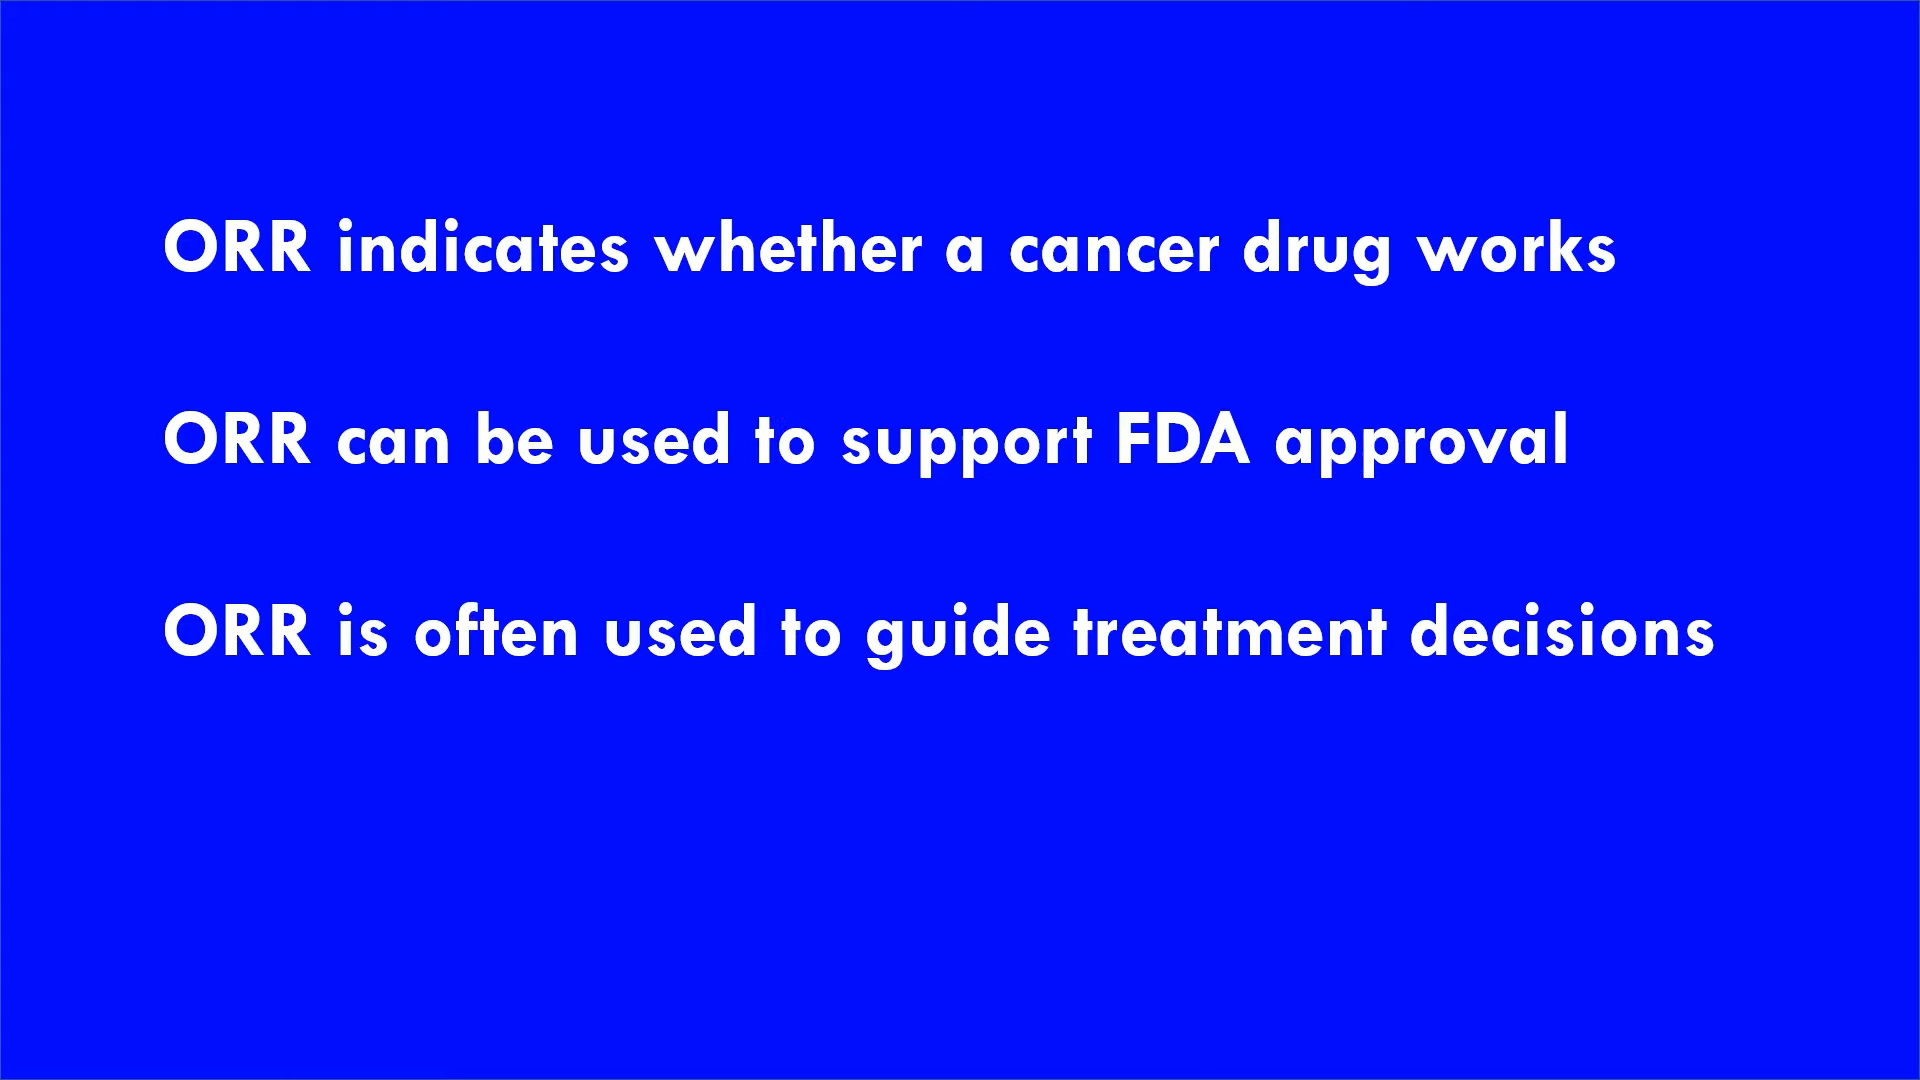 ORR indicates whether a cancer drug works
ORR can be used to support FDA approval
ORR is often used to guide treatment decisions